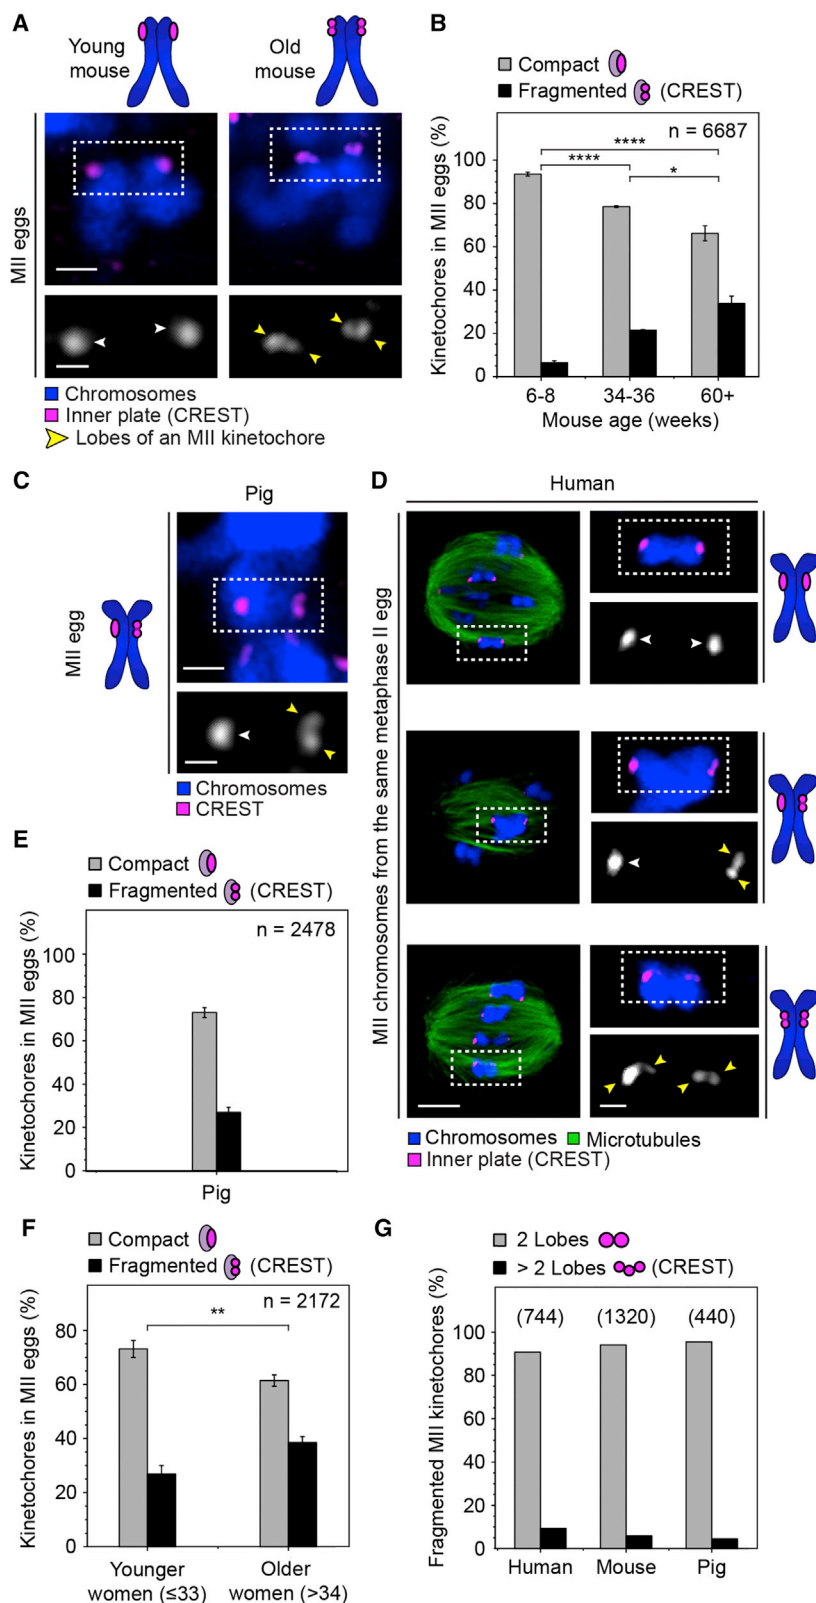 A
Young
mouse
Old
mouse
MII eggs
Chromosomes
Inner plate (CREST)
Lobes of an MII kinetochore
B
Compact
Fragmented (CREST)
n = 6687
****
****
*
Kinetochores in MII eggs (%)
100
80
60
40
20
0
6-8
34-36
60+
Mouse age (weeks)
C
Pig
MII egg
Chromosomes
CREST
D
Human
MII chromosomes from the same metaphase II egg
Chromosomes
Microtubules
Inner plate (CREST)
E
Compact
Fragmented (CREST)
n = 2478
Kinetochores in MII eggs (%)
100
80
60
40
20
0
Pig
F
Compact
Fragmented (CREST)
n = 2172
**
Kinetochores in MII eggs (%)
80
60
40
20
0
Younger
women (≤33)
Older
women (>34)
G
2 Lobes
> 2 Lobes (CREST)
(744)
(1320)
(440)
Fragmented MII kinetochores (%)
100
80
60
40
20
0
Human
Mouse
Pig